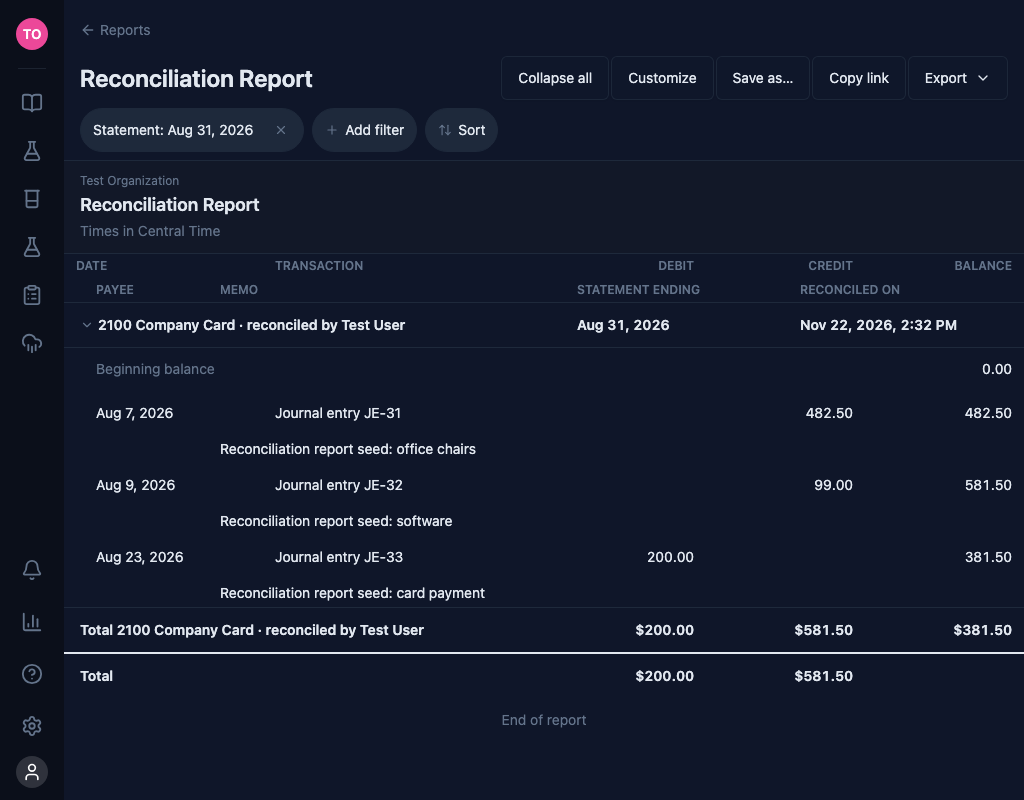 TO
Reports
Reconciliation Report
Collapse all
Customize
Save as...
Copy link
Export
Statement: Aug 31, 2026
Add filter
Sort
Test Organization
Reconciliation Report
Times in Central Time
DATE TRANSACTION DEBIT CREDIT BALANCE
PAYEE MEMO STATEMENT ENDING RECONCILED ON
2100 Company Card · reconciled by Test User Aug 31, 2026 Nov 22, 2026, 2:32 PM
Beginning balance 0.00
Aug 7, 2026 Journal entry JE-31 482.50 482.50
Reconciliation report seed: office chairs
Aug 9, 2026 Journal entry JE-32 99.00 581.50
Reconciliation report seed: software
Aug 23, 2026 Journal entry JE-33 200.00 381.50
Reconciliation report seed: card payment
Total 2100 Company Card · reconciled by Test User $200.00 $581.50 $381.50
Total $200.00 $581.50
End of report